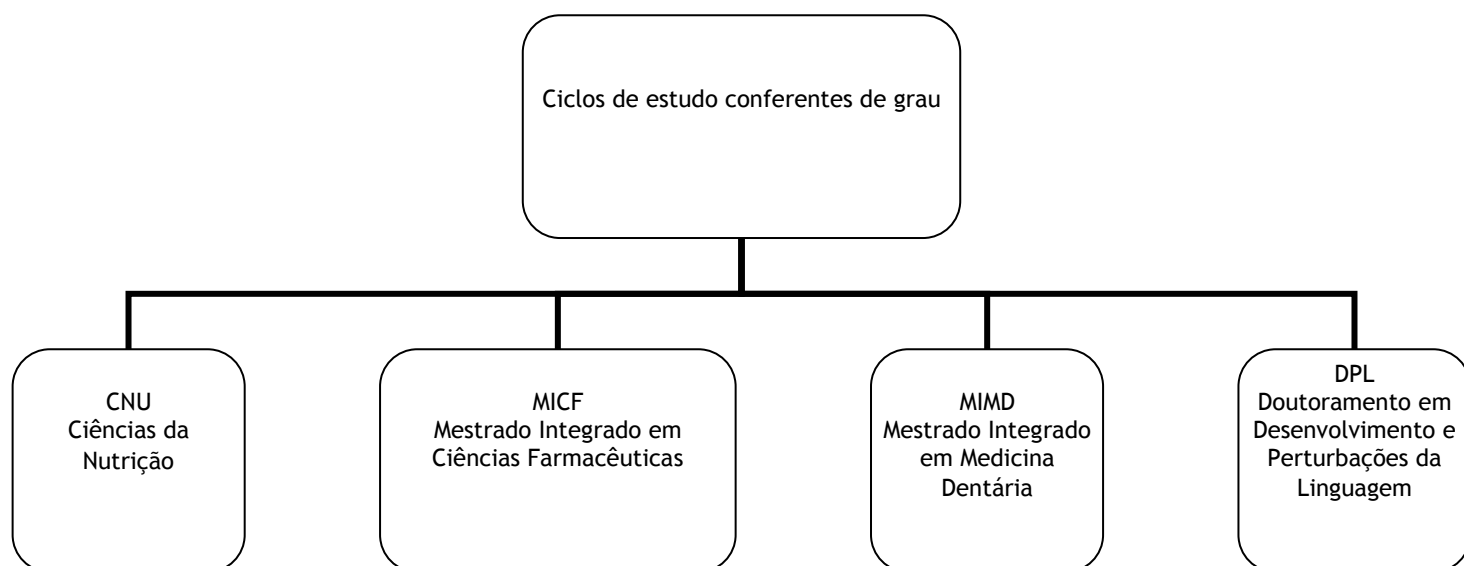 Ciclos de estudo conferentes de grau
CNU
Ciências da
Nutrição
MICF
Mestrado Integrado em
Ciências Farmacêuticas
MIMD
Mestrado Integrado
em Medicina
Dentária
DPL
Doutoramento em
Desenvolvimento e
Perturbações da
Linguagem